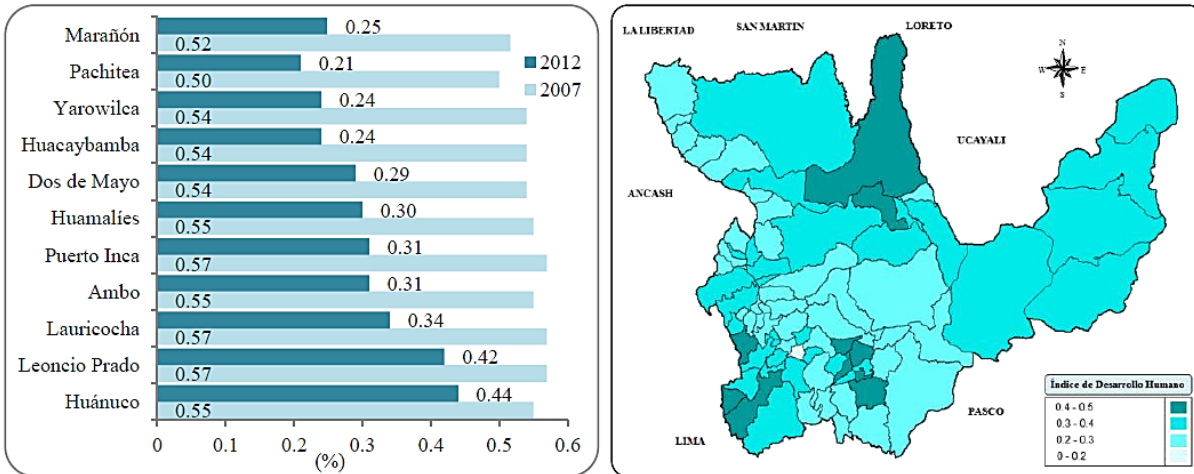 Marañón
0.25
0.52
2012
2007
Pachitea
0.21
0.50
Yarowilca
0.24
0.54
Huacaybamba
0.24
0.54
Dos de Mayo
0.29
0.54
Huamalíes
0.30
0.55
Puerto Inca
0.31
0.57
Ambo
0.31
0.55
Lauricocha
0.34
0.57
Leoncio Prado
0.42
0.57
Huánuco
0.44
0.55
0 0.1 0.2 0.3 0.4 0.5 0.6
(%)
LA LIBERTAD
SAN MARTIN
LORETO
N
W E
S
UCAYALI
ANCASH
LIMA
PASCO
Índice de Desarrollo Humano
0.4 - 0.5
0.3 - 0.4
0.2 - 0.3
0 - 0.2